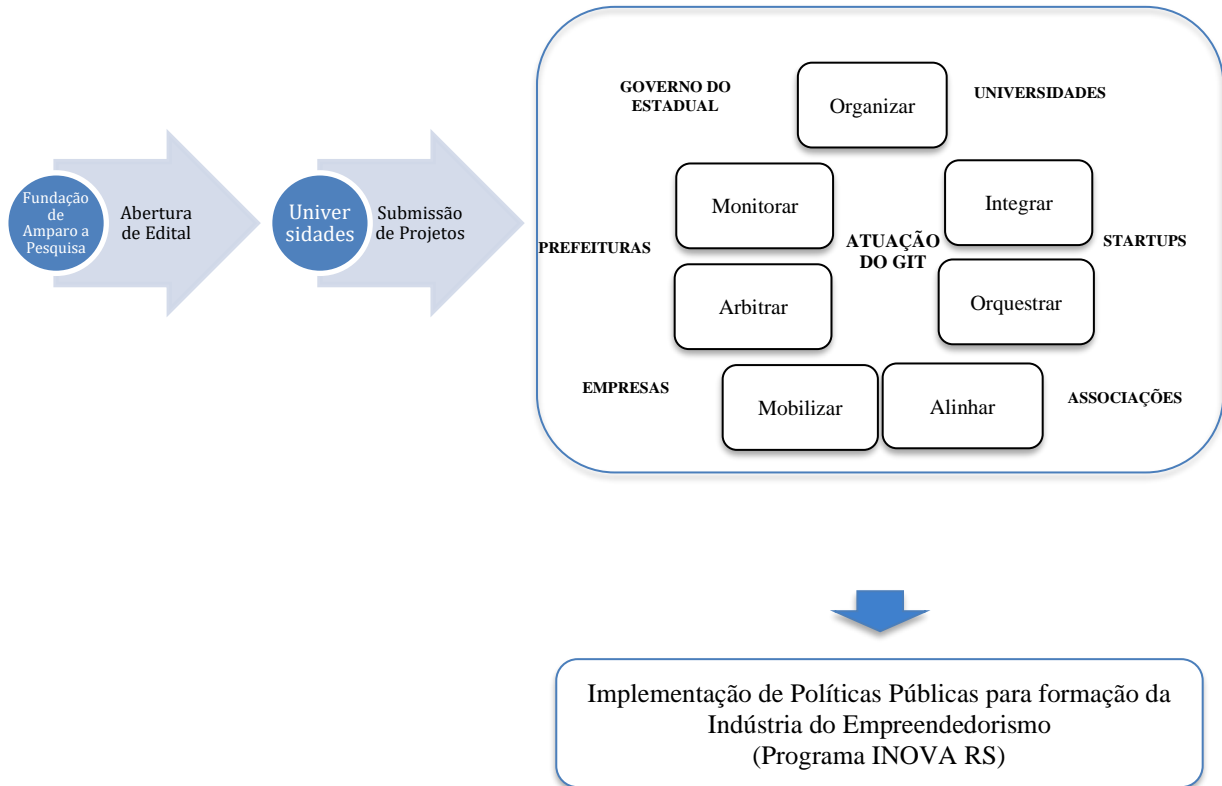 Fundação
de
Amparo a
Pesquisa
Abertura
de Edital
Univer
sidades
Submissão
de Projetos
GOVERNO DO
ESTADUAL
Organizar
UNIVERSIDADES
Monitorar
Integrar
PREFEITURAS
ATUAÇÃO
DO GIT
STARTUPS
Arbitrar
Orquestrar
EMPRESAS
Mobilizar
Alinhar
ASSOCIAÇÕES
Implementação de Políticas Públicas para formação da
Indústria do Empreendedorismo
(Programa INOVA RS)